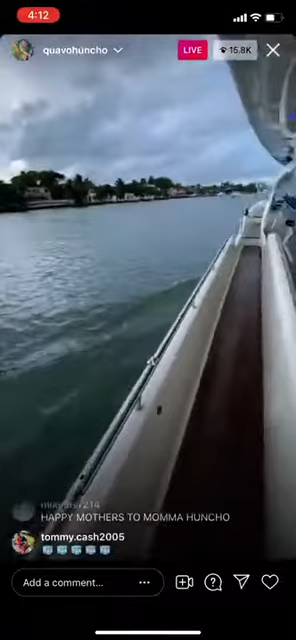 4:12
quavohuncho
LIVE
15.8K
HAPPY MOTHERS TO MOMMA HUNCHO
tommy.cash2005
Add a comment...